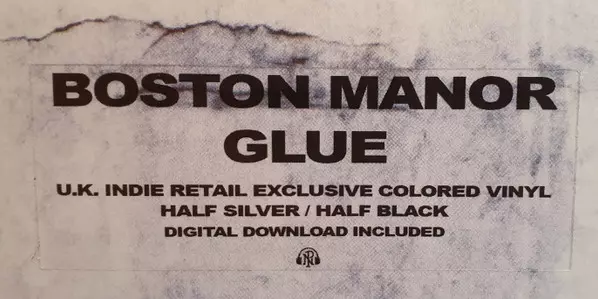 BOSTON MANOR
GLUE
U.K. INDIE RETAIL EXCLUSIVE COLORED VINYL
HALF SILVER / HALF BLACK
DIGITAL DOWNLOAD INCLUDED